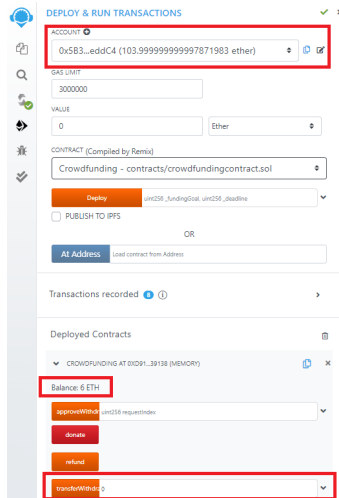 DEPLOY & RUN TRANSACTIONS
ACCOUNT
0x5B3...eddC4 (103.999999999997871983 ether)
GAS LIMIT
3000000
VALUE
0
Ether
CONTRACT (Compiled by Remix)
Crowdfunding - contracts/crowdfundingcontract.sol
Deploy
uint256 _fundingGoal, uint256 _deadline
PUBLISH TO IPFS
OR
At Address
Load contract from Address
Transactions recorded 8 i
Deployed Contracts
CROWDFUNDING AT 0XD91...39138 (MEMORY)
Balance: 6 ETH
approveWithdr
uint256 requestIndex
donate
refund
transferWithdr
0